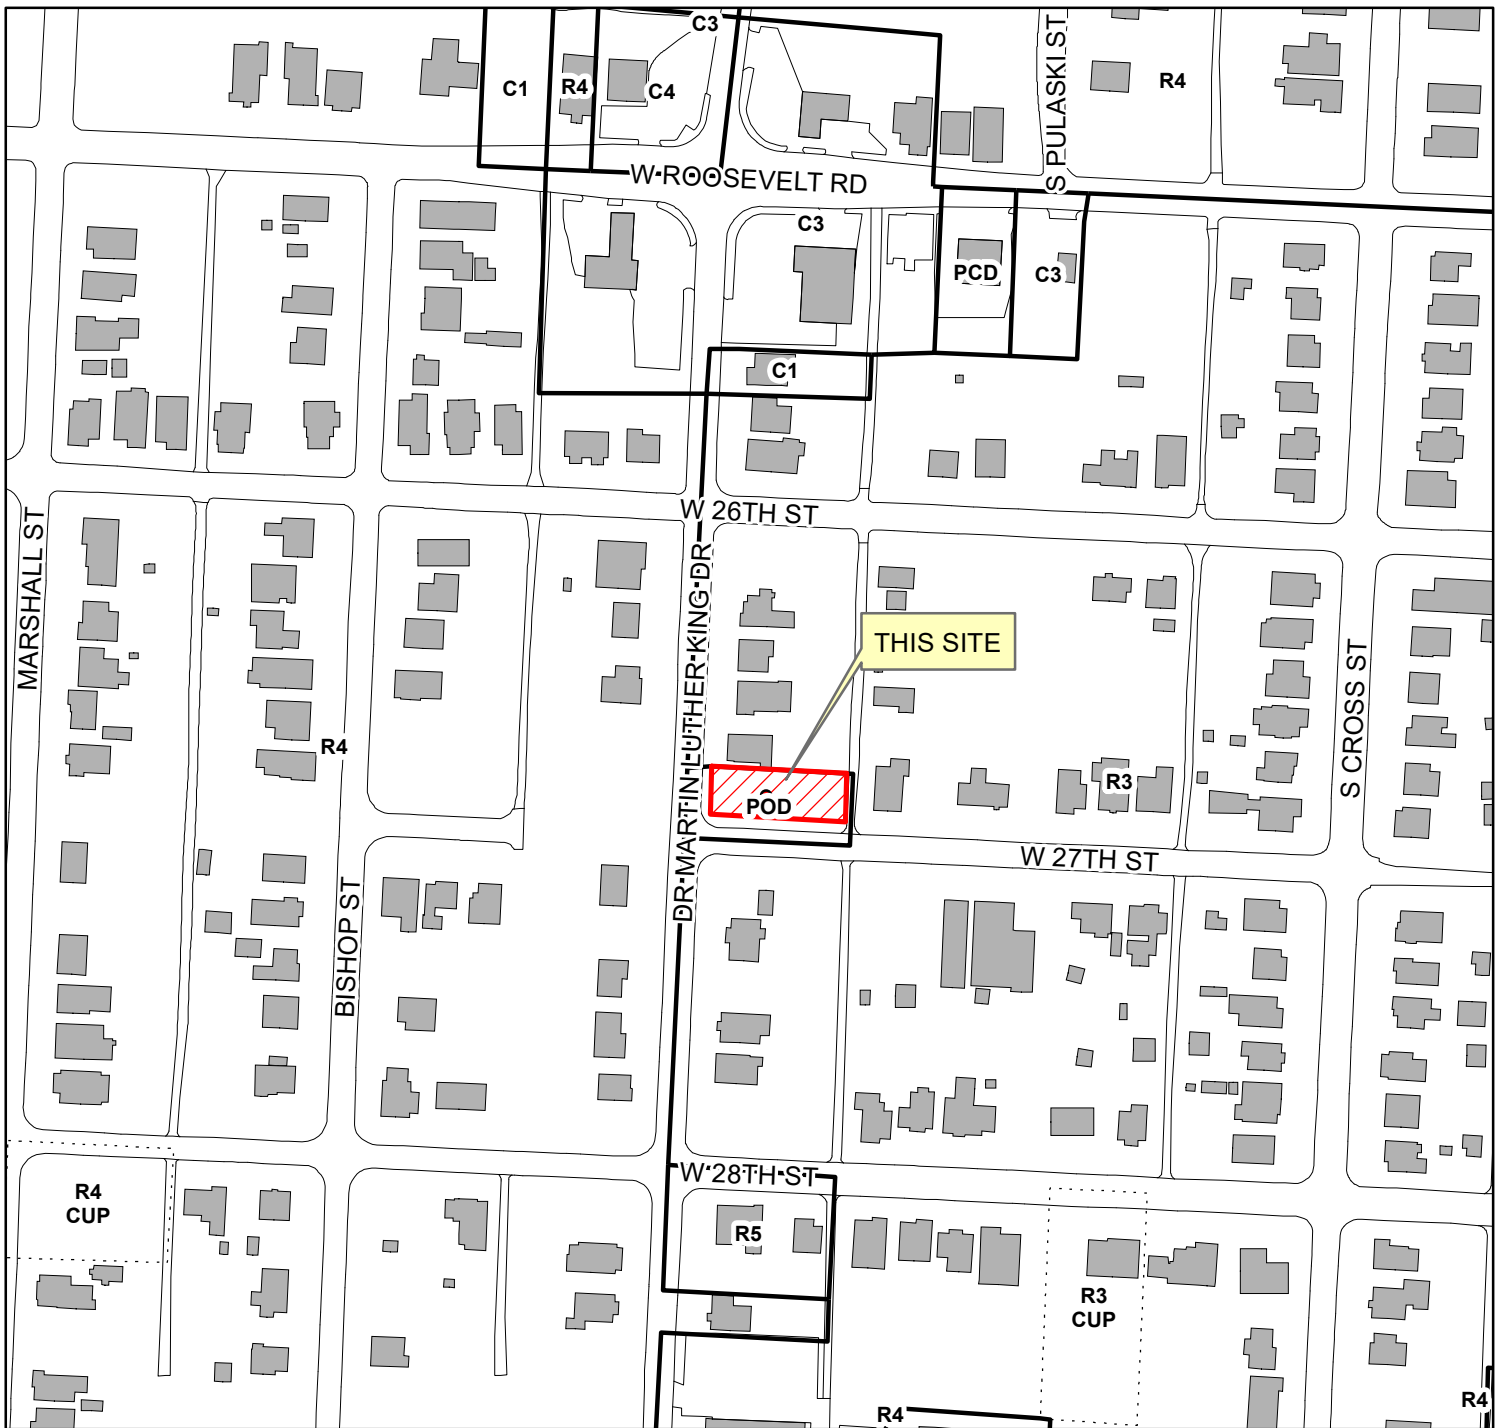 C3
S PULASKI ST
C1
R4
C4
R4
W ROOSEVELT RD
C3
PCD
C3
C1
W 26TH ST
MARSHALL ST
DR MARTIN LUTHER KING DR
THIS SITE
S CROSS ST
R4
R3
POD
W 27TH ST
BISHOP ST
W 28TH ST
R4
CUP
R5
R3
CUP
R4
R4